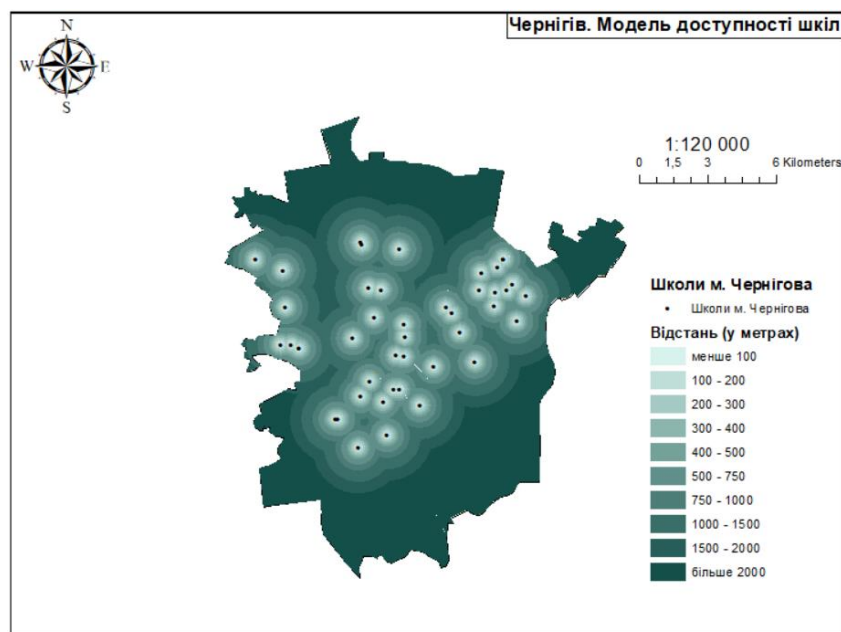 Чернігів. Модель доступності шкіл
N
W E
S
1:120 000
0 1,5 3 6 Kilometers
Школи м. Чернігова
Школи м. Чернігова
Відстань (у метрах)
менше 100
100 - 200
200 - 300
300 - 400
400 - 500
500 - 750
750 - 1000
1000 - 1500
1500 - 2000
більше 2000